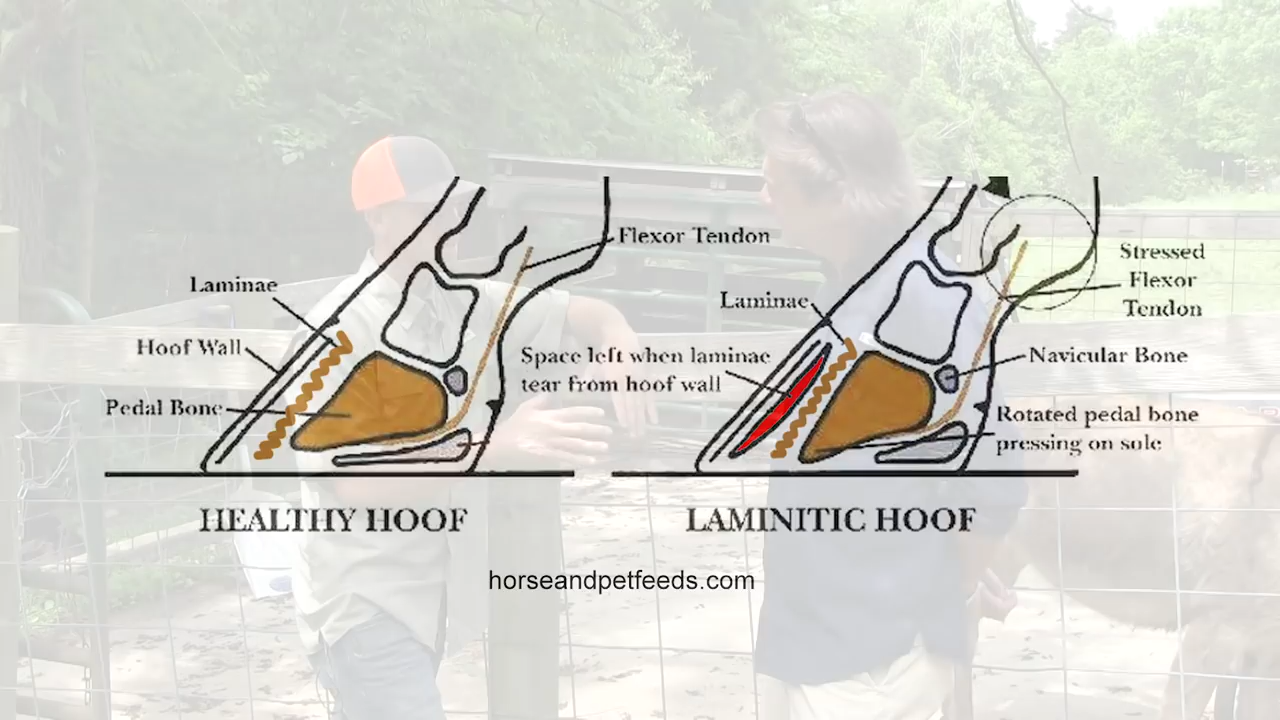 Flexor Tendon
Laminae
Hoof Wall
Pedal Bone
HEALTHY HOOF
Stressed
Flexor
Tendon
Laminae
Space left when laminae
tear from hoof wall
Navicular Bone
Rotated pedal bone
pressing on sole
LAMINITIC HOOF
horseandpetfeeds.com